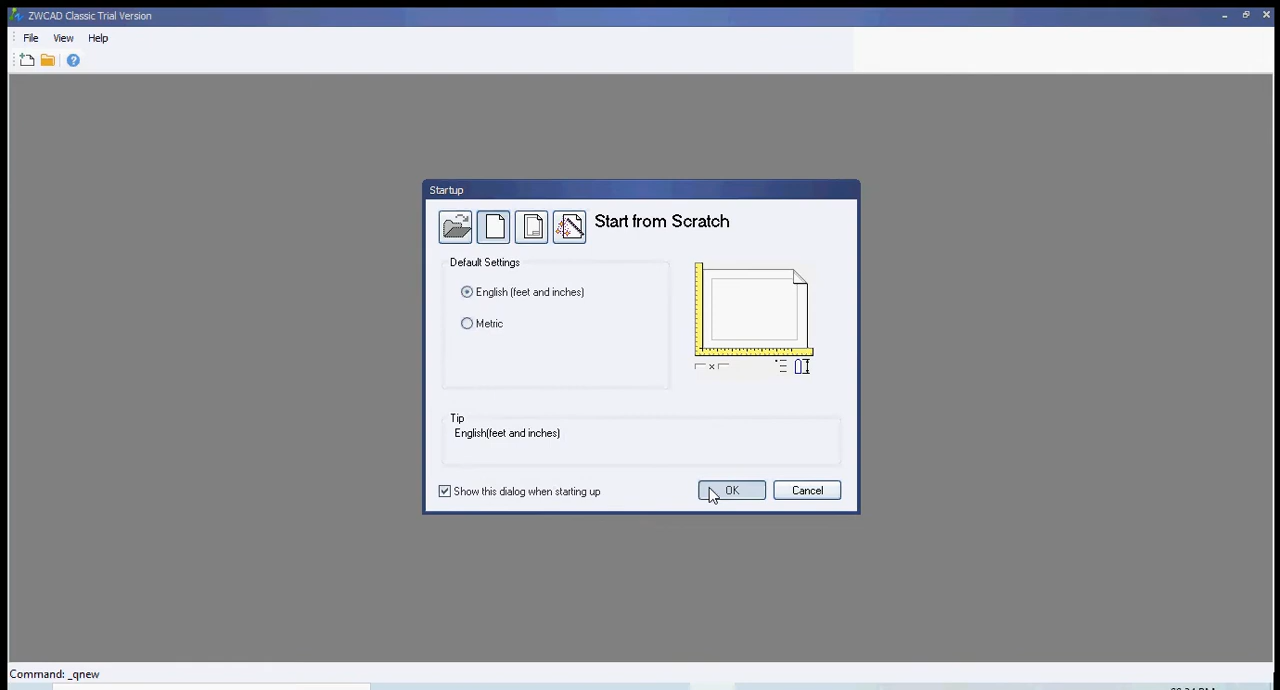 ZWCAD Classic Trial Version
File View Help
Startup
Start from Scratch
Default Settings
English (feet and inches)
Metric
Tip
English(feet and inches)
Show this dialog when starting up
OK Cancel
Command: _qnew